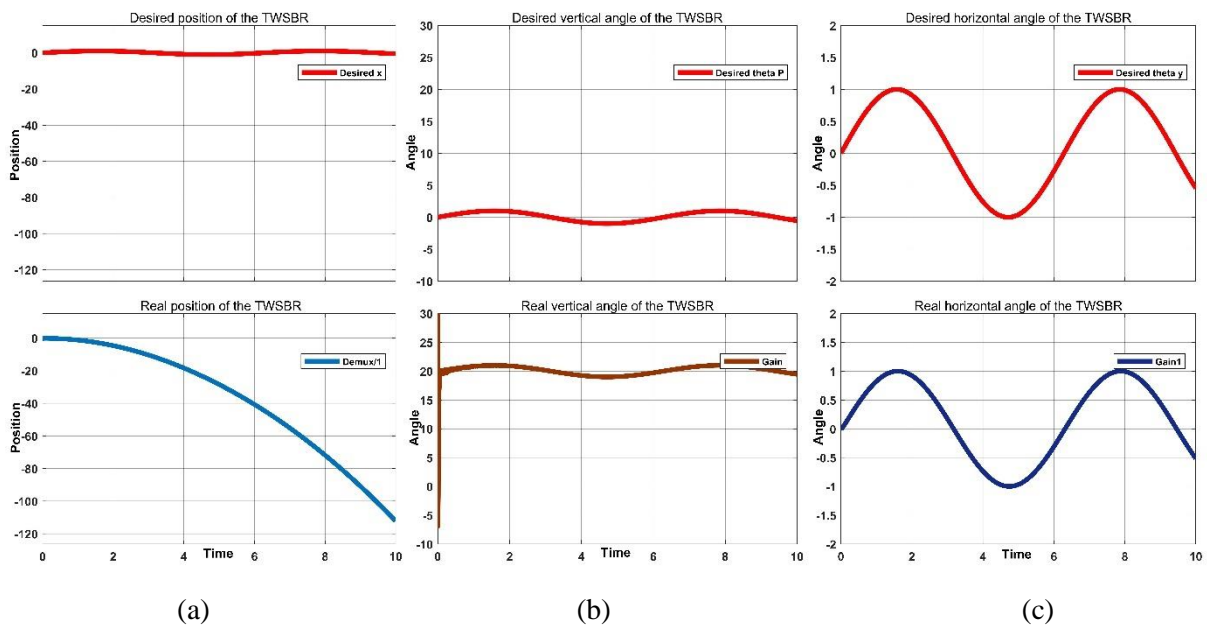 Desired position of the TWSBR
0
-20
-40
-60
-80
-100
-120
Position
Desired x
Real position of the TWSBR
0
-20
-40
-60
-80
-100
-120
Position
Demux/1
0 2 4 6 8 10
Time
(a)
Desired vertical angle of the TWSBR
30
25
20
15
10
5
0
-5
-10
Angle
Desired theta P
Real vertical angle of the TWSBR
30
25
20
15
10
5
0
-5
-10
Angle
Gain
0 2 4 6 8 10
Time
(b)
Desired horizontal angle of the TWSBR
2
1.5
1
0.5
0
-0.5
-1
-1.5
-2
Angle
Desired theta y
Real horizontal angle of the TWSBR
2
1.5
1
0.5
0
-0.5
-1
-1.5
-2
Angle
Gain1
0 2 4 6 8 10
Time
(c)